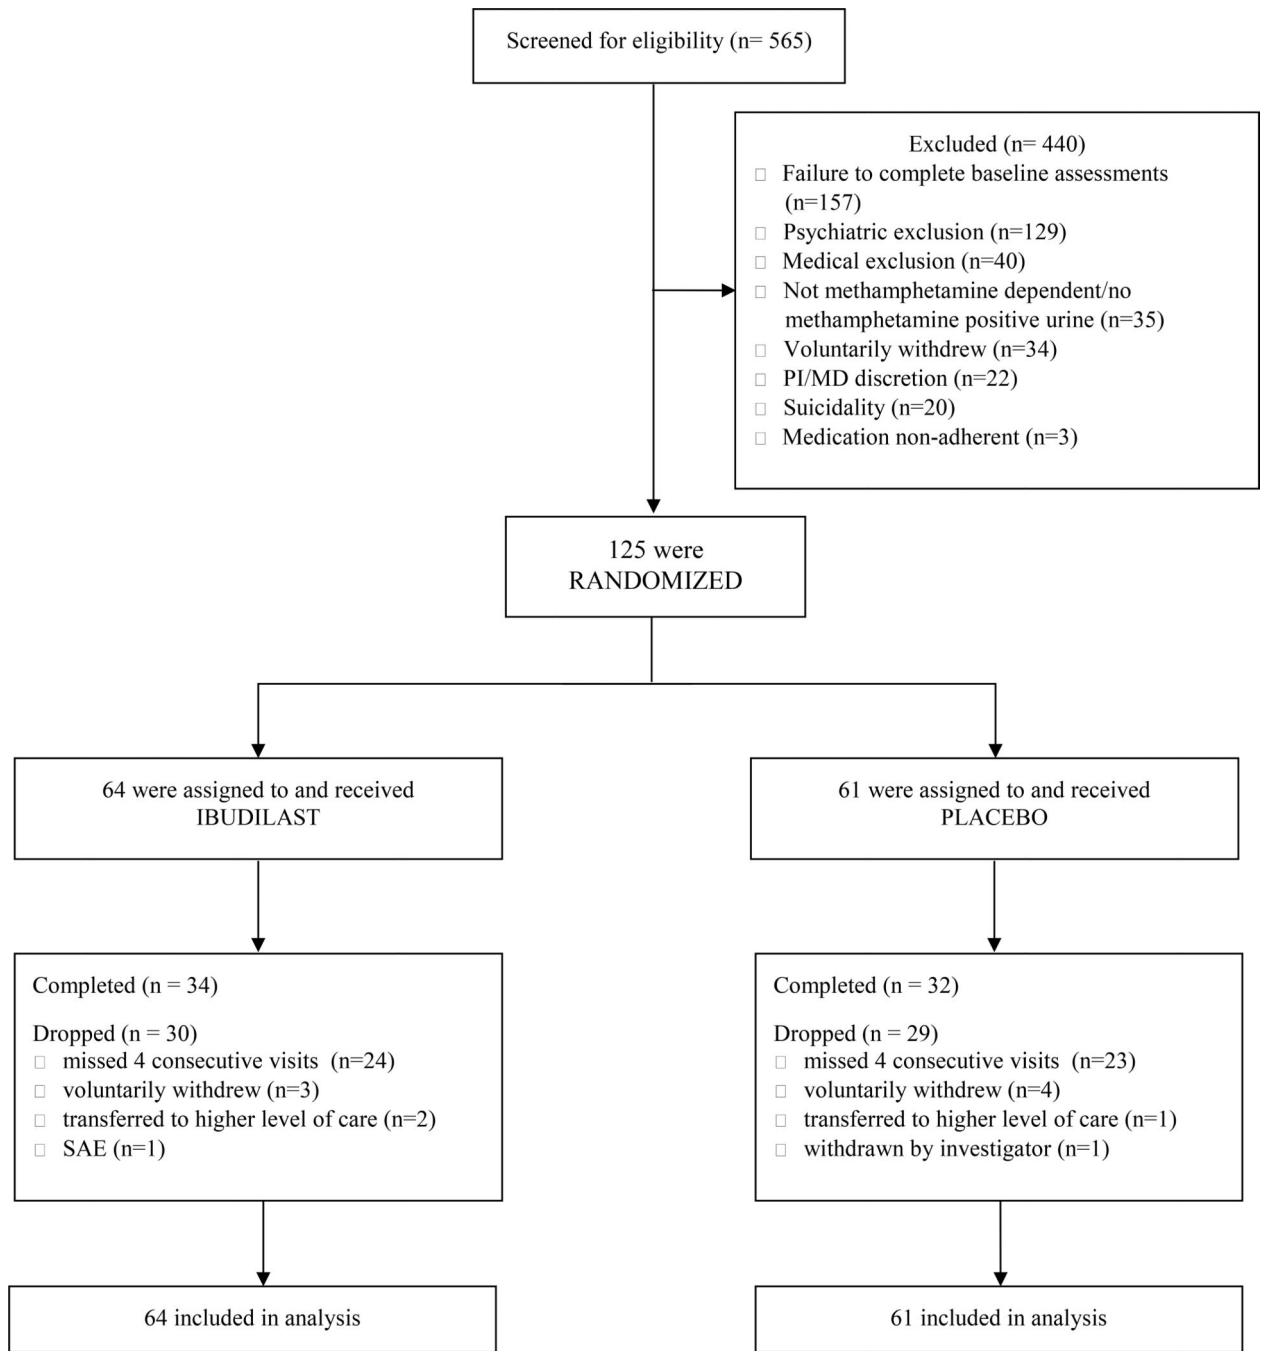 Screened for eligibility (n= 565)
Excluded (n= 440)
Failure to complete baseline assessments
(n=157)
Psychiatric exclusion (n=129)
Medical exclusion (n=40)
Not methamphetamine dependent/no
methamphetamine positive urine (n=35)
Voluntarily withdrew (n=34)
PI/MD discretion (n=22)
Suicidality (n=20)
Medication non-adherent (n=3)
125 were
RANDOMIZED
64 were assigned to and received
IBUDILAST
61 were assigned to and received
PLACEBO
Completed (n = 34)
Dropped (n = 30)
missed 4 consecutive visits (n=24)
voluntarily withdrew (n=3)
transferred to higher level of care (n=2)
SAE (n=1)
Completed (n = 32)
Dropped (n = 29)
missed 4 consecutive visits (n=23)
voluntarily withdrew (n=4)
transferred to higher level of care (n=1)
withdrawn by investigator (n=1)
64 included in analysis
61 included in analysis